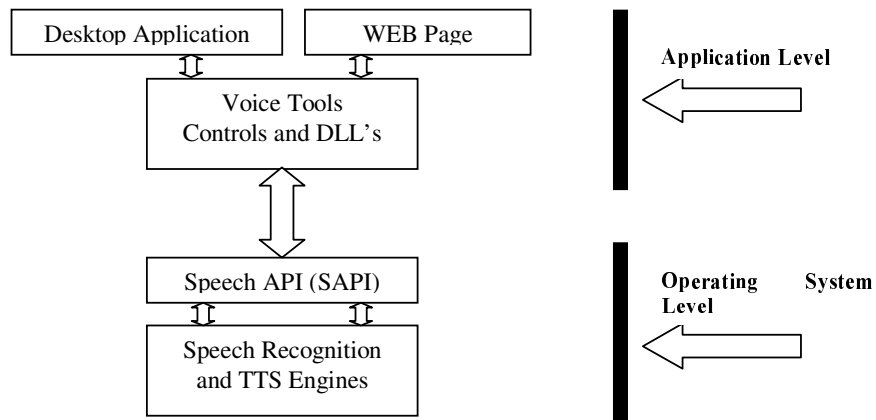 Desktop Application
WEB Page
Application Level
Voice Tools
Controls and DLL's
Speech API (SAPI)
Operating System
Level
Speech Recognition
and TTS Engines